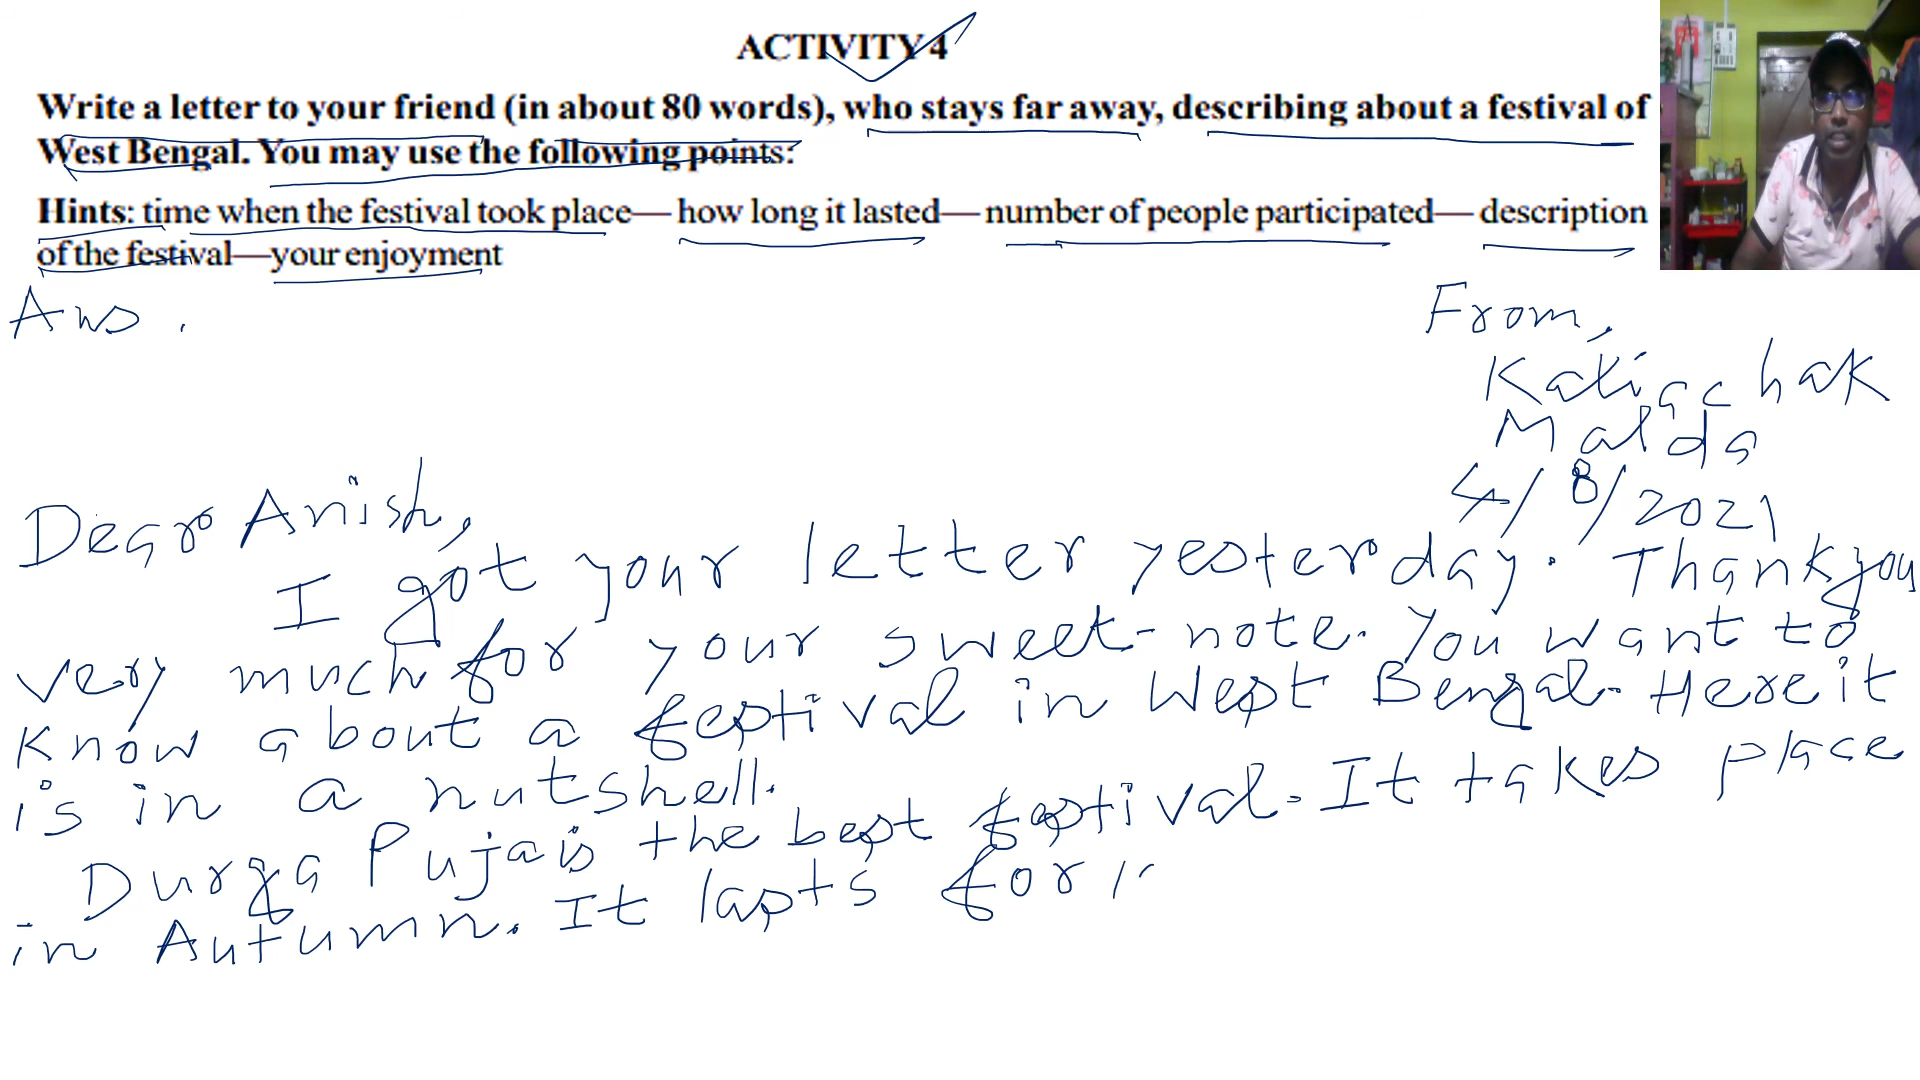 ACTIVITY 4
Write a letter to your friend (in about 80 words), who stays far away, describing about a festival of
West Bengal. You may use the following points:
Hints: time when the festival took place— how long it lasted— number of people participated— description
of the festival—your enjoyment
Ans.
From,
Kaliachak
Malda
4/8/2021
Dear Anish,
I got your letter yesterday. Thank you
very much for your sweet-note. You want to
know about a festival in West Bengal. Here it
is in a nutshell.
Durga Puja is the best festival. It takes place
in Autumn. It lasts for